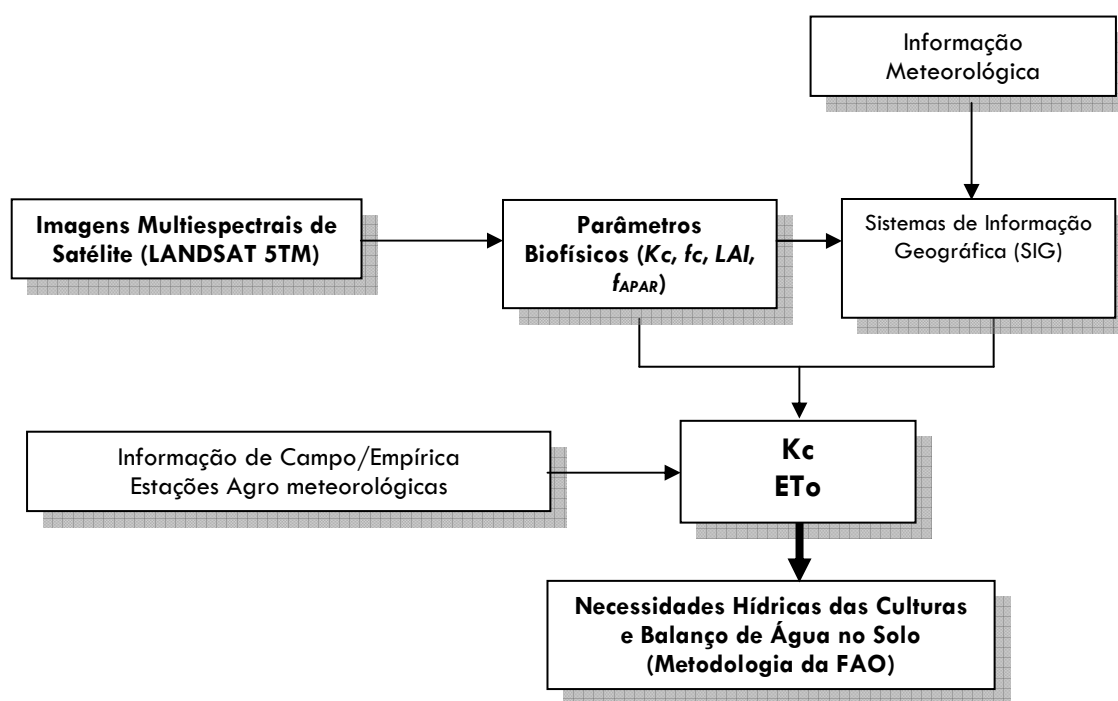 Informação
Meteorológica
Imagens Multiespectrais de
Satélite (LANDSAT 5TM)
Parâmetros
Biofísicos (Kc, fc, LAI,
fAPAR)
Sistemas de Informação
Geográfica (SIG)
Informação de Campo/Empírica
Estações Agro meteorológicas
Kc
ETo
Necessidades Hídricas das Culturas
e Balanço de Água no Solo
(Metodologia da FAO)